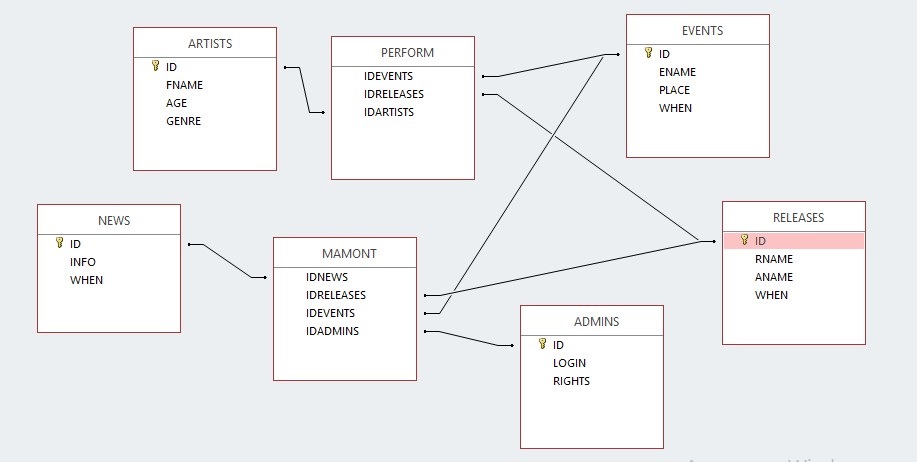 ARTISTS
ID
FNAME
AGE
GENRE
PERFORM
IDEVENTS
IDRELEASES
IDARTISTS
EVENTS
ID
ENAME
PLACE
WHEN
NEWS
ID
INFO
WHEN
MAMONT
IDNEWS
IDRELEASES
IDEVENTS
IDADMINS
ADMINS
ID
LOGIN
RIGHTS
RELEASES
ID
RNAME
ANAME
WHEN